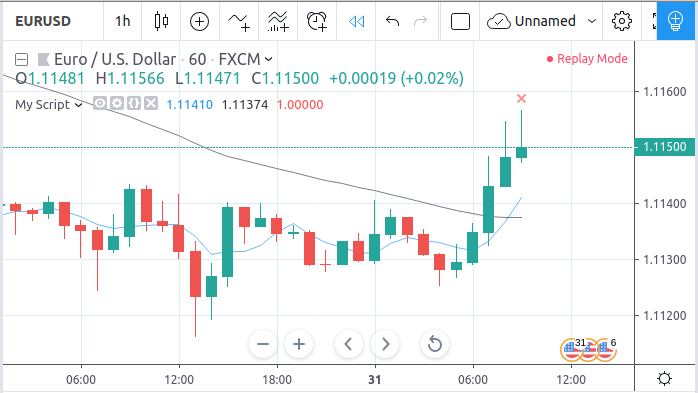 EURUSD 1h Unnamed
Euro / U.S. Dollar · 60 · FXCM Replay Mode
O1.11481 H1.11566 L1.11471 C1.11500 +0.00019 (+0.02%)
My Script 1.11410 1.11374 1.00000
1.11600
1.11500
1.11400
1.11300
1.11200
31 6
06:00 12:00 18:00 31 06:00 12:00